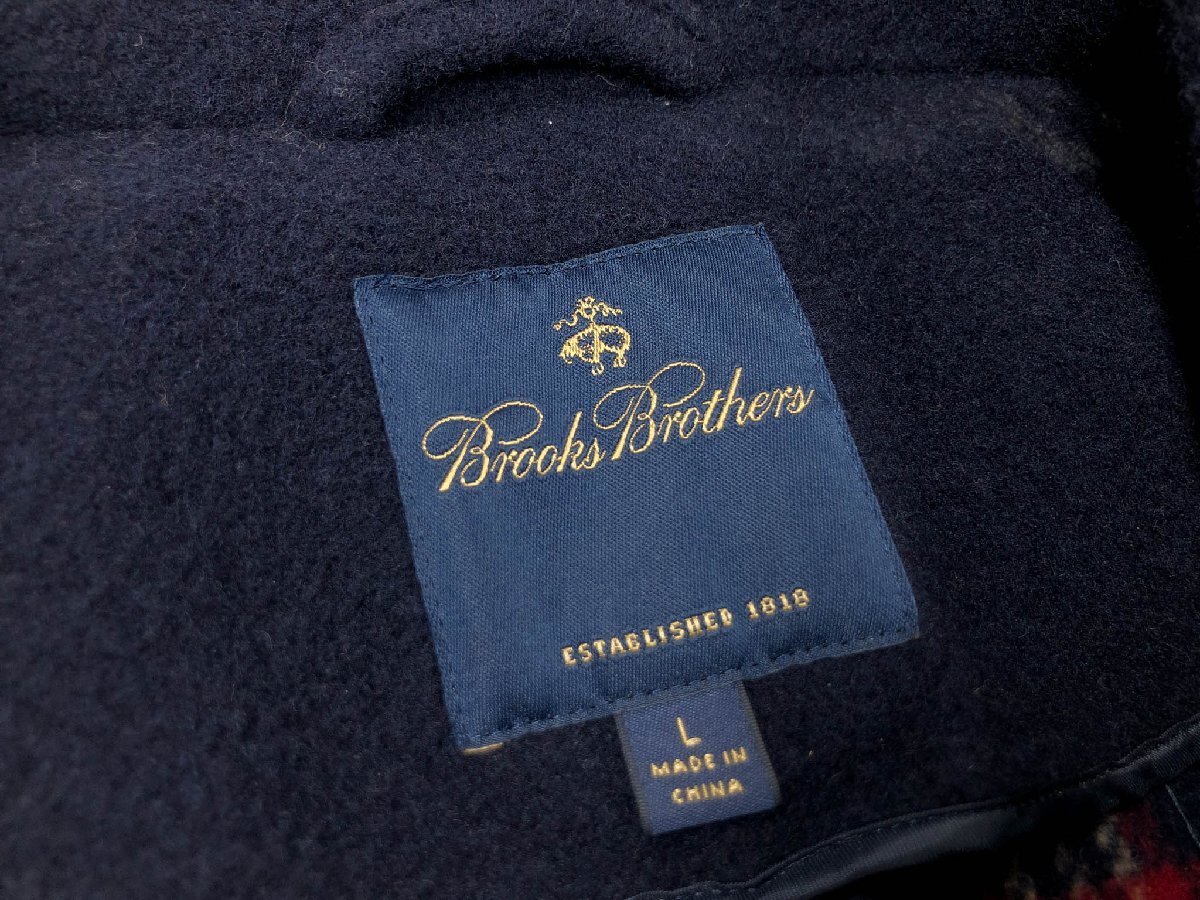 Brooks Brothers
ESTABLISHED 1818
L
MADE IN
CHINA